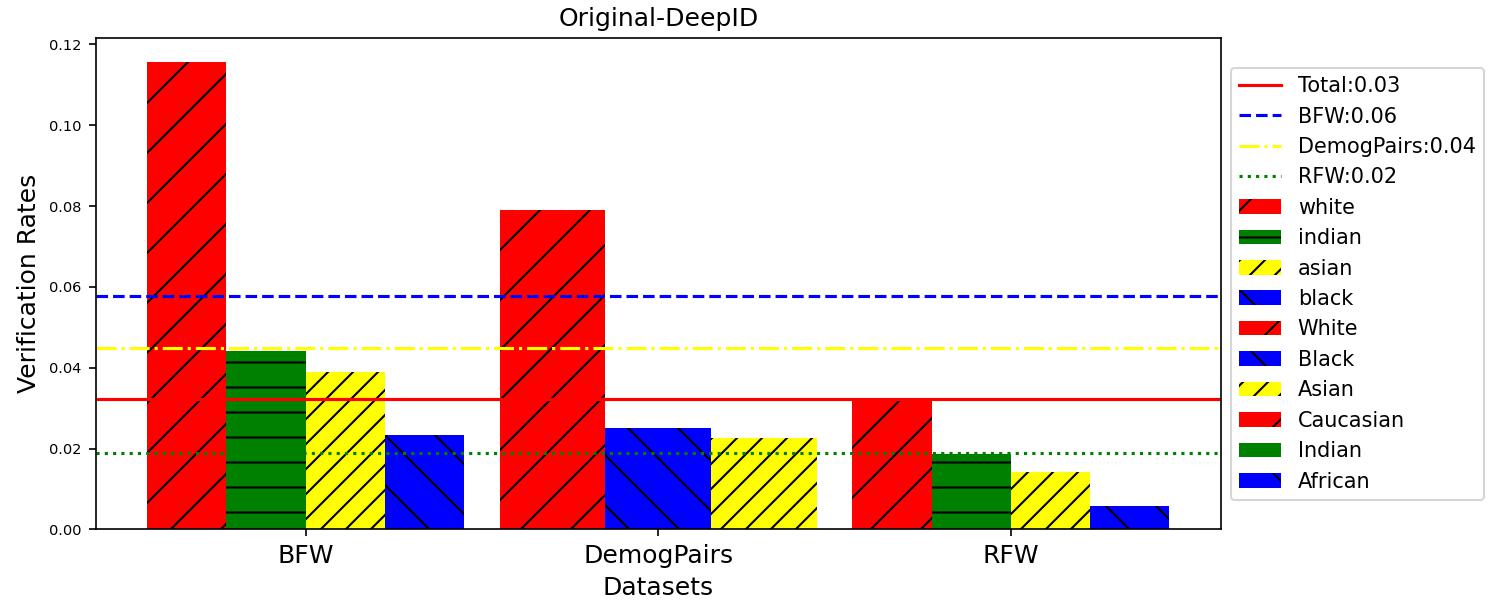 Original-DeepID
0.12
0.10
0.08
0.06
0.04
0.02
0.00
Verification Rates
BFW
DemogPairs
RFW
Datasets
Total:0.03
BFW:0.06
DemogPairs:0.04
RFW:0.02
white
indian
asian
black
White
Black
Asian
Caucasian
Indian
African